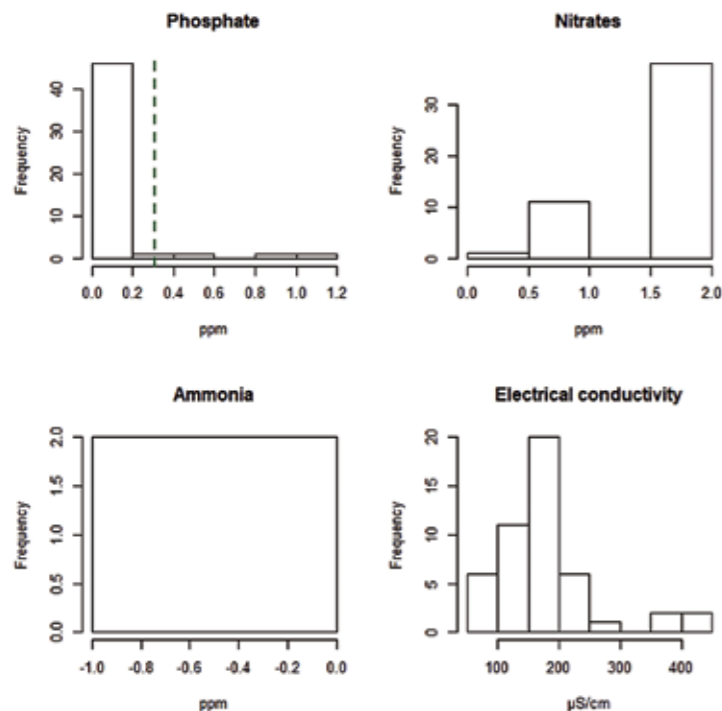 Phosphate
Frequency
0 10 20 30 40
0.0 0.2 0.4 0.6 0.8 1.0 1.2
ppm
Nitrates
Frequency
0 10 20 30
0.0 0.5 1.0 1.5 2.0
ppm
Ammonia
Frequency
0.0 0.5 1.0 1.5 2.0
-1.0 -0.8 -0.6 -0.4 -0.2 0.0
ppm
Electrical conductivity
Frequency
0 5 10 15 20
100 200 300 400
µS/cm